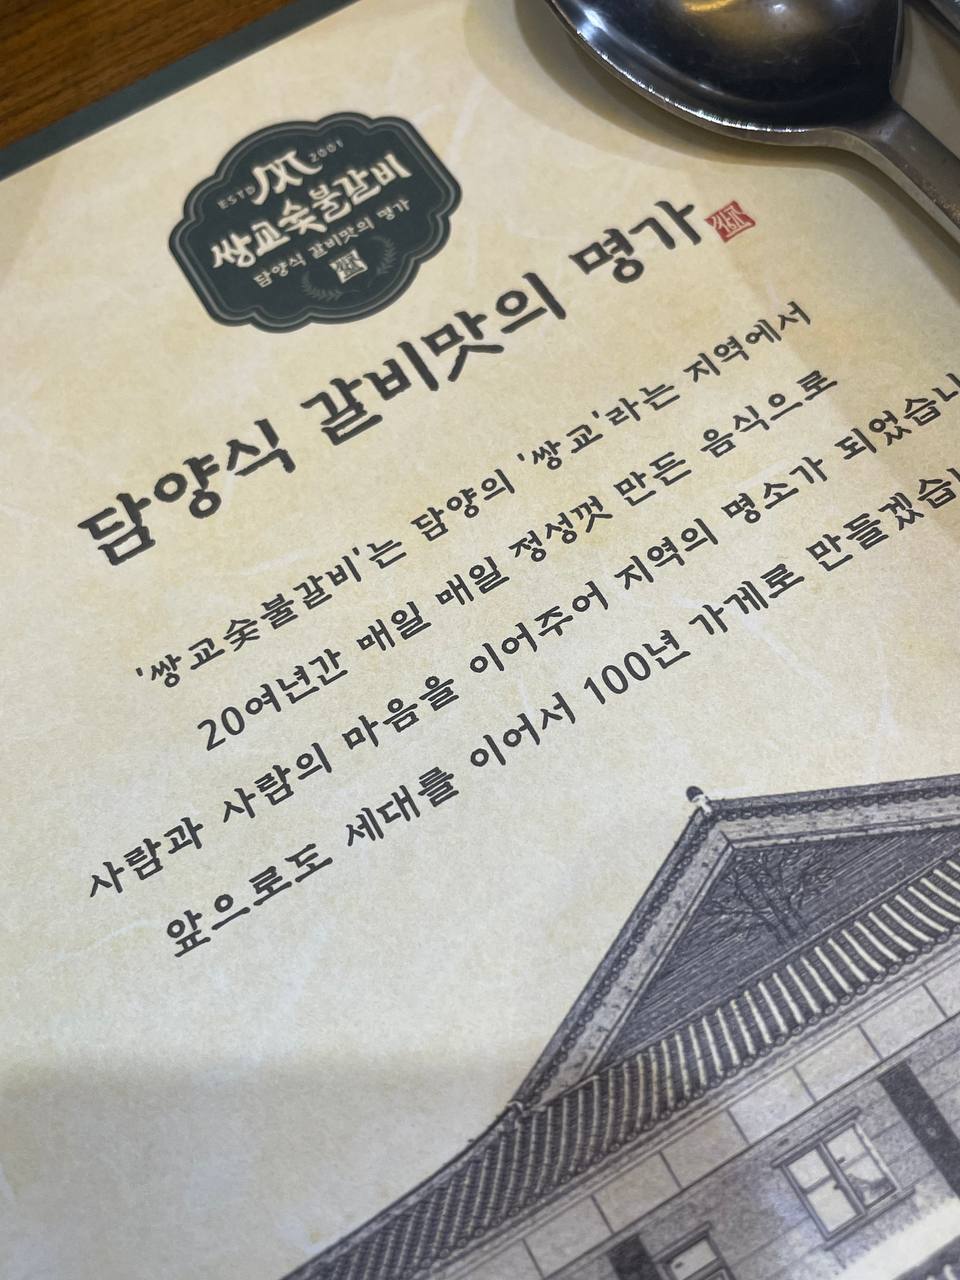 ESTD 2001
쌍교숯불갈비
담양식 갈비맛의 명가
담양식 갈비맛의 명가
'쌍교숯불갈비'는 담양의 '쌍교'라는 지역에서
20여년간 매일 매일 정성껏 만든 음식으로
사람과 사람의 마음을 이어주어 지역의 명소가 되었습니
앞으로도 세대를 이어서 100년 가게로 만들겠습